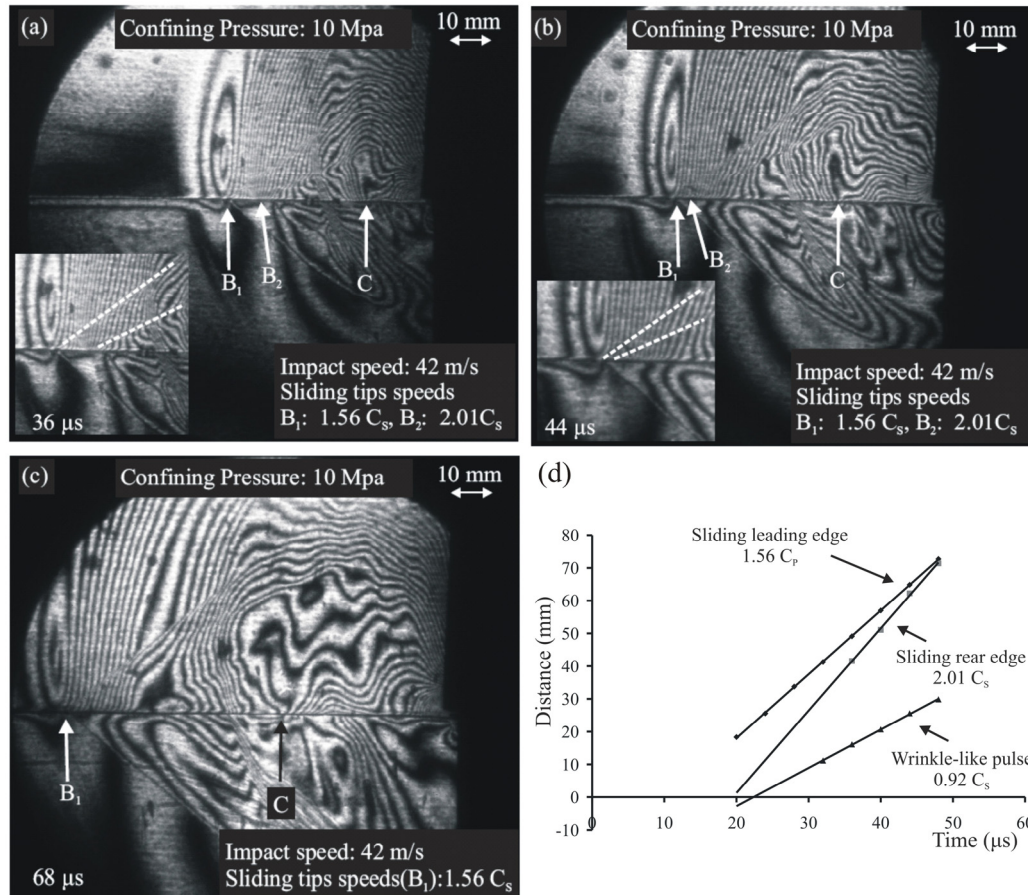 (a)
Confining Pressure: 10 Mpa
10 mm
B₁
B₂
C
36 µs
Impact speed: 42 m/s
Sliding tips speeds
B₁: 1.56 Cₛ, B₂: 2.01Cₛ
(b)
Confining Pressure: 10 Mpa
10 mm
B₁
B₂
C
44 µs
Impact speed: 42 m/s
Sliding tips speeds
B₁: 1.56 Cₛ, B₂: 2.01Cₛ
(c)
Confining Pressure: 10 Mpa
10 mm
B₁
C
68 µs
Impact speed: 42 m/s
Sliding tips speeds(B₁):1.56 Cₛ
(d)
Distance (mm)
80
70
60
50
40
30
20
10
0
-10
Sliding leading edge
1.56 Cₚ
Sliding rear edge
2.01 Cₛ
Wrinkle-like pulse
0.92 Cₛ
0 10 20 30 40 50 60
Time (µs)